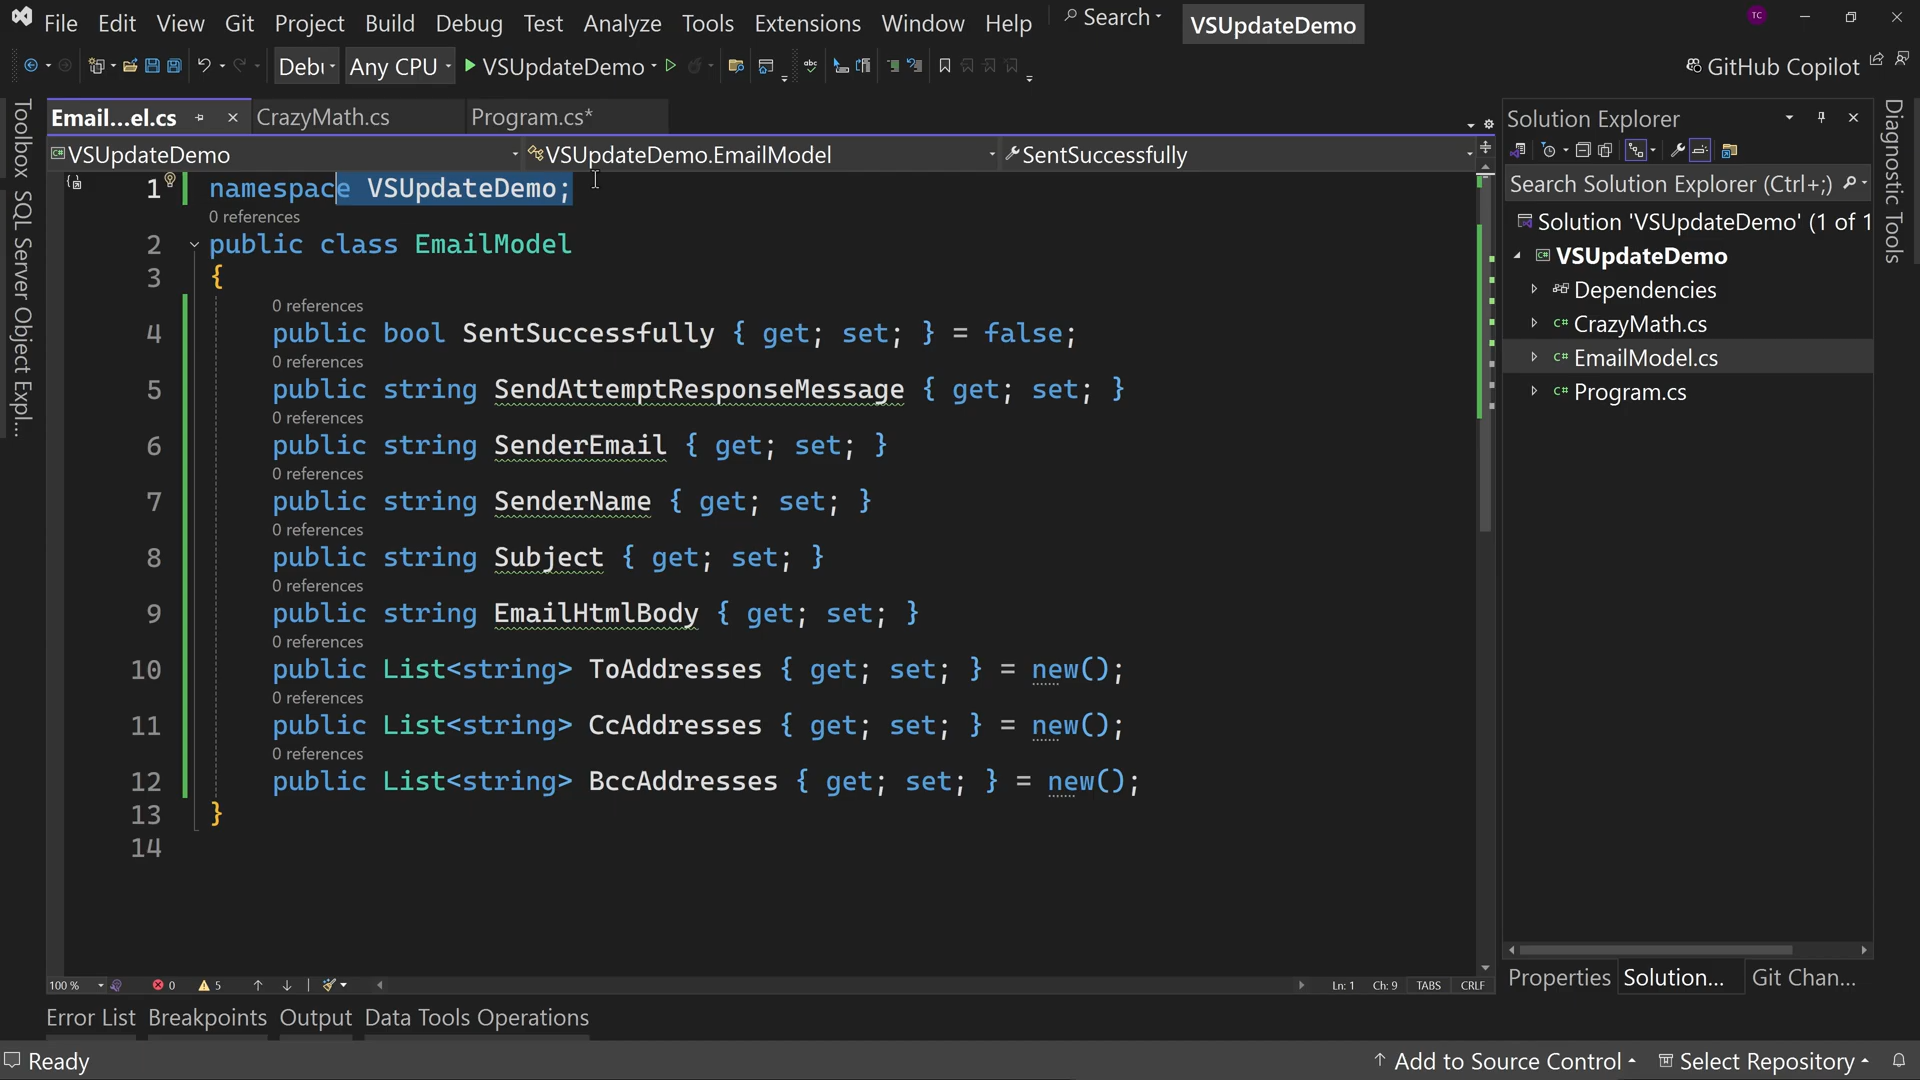 File Edit View Git Project Build Debug Test Analyze Tools Extensions Window Help Search VSUpdateDemo TC
Any CPU VSUpdateDemo GitHub Copilot
Email...el.cs CrazyMath.cs Program.cs*
VSUpdateDemo VSUpdateDemo.EmailModel SentSuccessfully
1 namespace VSUpdateDemo;
0 references
2 public class EmailModel
3 {
0 references
4 public bool SentSuccessfully { get; set; } = false;
0 references
5 public string SendAttemptResponseMessage { get; set; }
0 references
6 public string SenderEmail { get; set; }
0 references
7 public string SenderName { get; set; }
0 references
8 public string Subject { get; set; }
0 references
9 public string EmailHtmlBody { get; set; }
0 references
10 public List<string> ToAddresses { get; set; } = new();
0 references
11 public List<string> CcAddresses { get; set; } = new();
0 references
12 public List<string> BccAddresses { get; set; } = new();
13 }
14
100 % 0 5 Ln: 1 Ch: 9 TABS CRLF
Toolbox
SQL Server Object Expl...
Solution Explorer
Search Solution Explorer (Ctrl+;)
Solution 'VSUpdateDemo' (1 of 1
VSUpdateDemo
Dependencies
C# CrazyMath.cs
C# EmailModel.cs
C# Program.cs
Properties Solution... Git Chan...
Diagnostic Tools
Error List Breakpoints Output Data Tools Operations
Ready Add to Source Control Select Repository